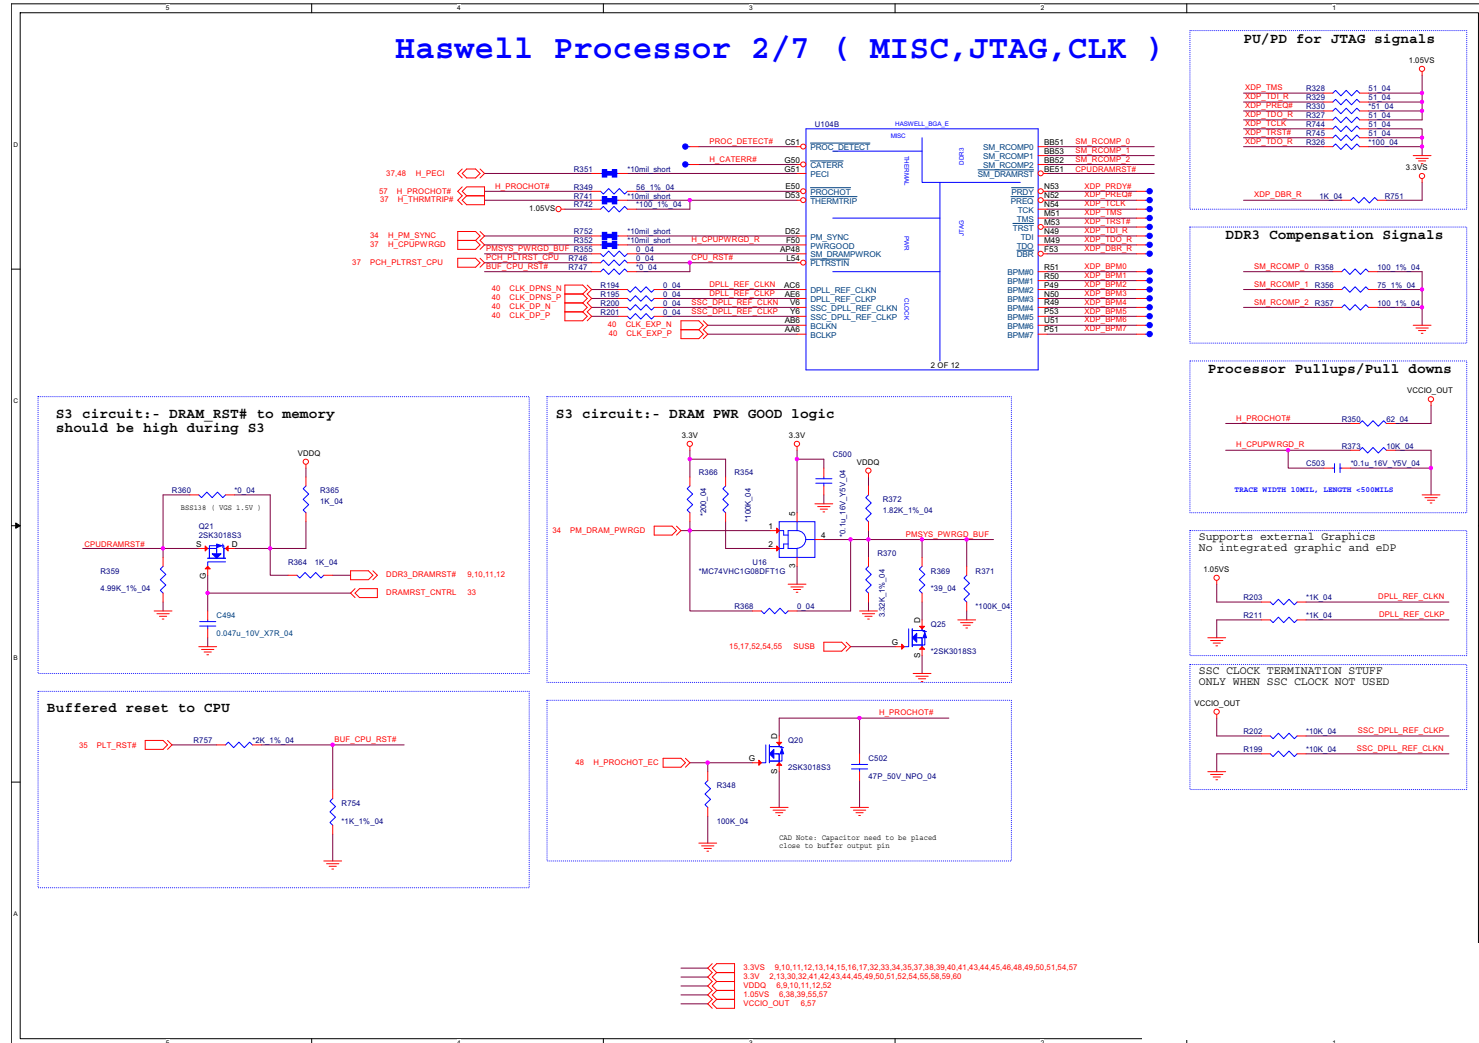 5 4 3 2 1
Haswell Processor 2/7 ( MISC,JTAG,CLK )
D
C
B
A
U104B HASWELL_BGA_E
MISC
THERMAL
PWR
CLOCK
DDR3
JTAG
2 OF 12
PROC_DETECT# C51 PROC_DETECT
H_CATERR# G50 CATERR
37,48 H_PECI R351 *10mil_short G51 PECI
57 H_PROCHOT# H_PROCHOT# R349 56_1%_04 E50 PROCHOT
37 H_THRMTRIP# R741 *10mil_short D53 THERMTRIP
1.05VS R742 *100_1%_04
34 H_PM_SYNC R752 *10mil_short D52 PM_SYNC
37 H_CPUPWRGD R352 *10mil_short H_CPUPWRGD_R F50 PWRGOOD
PMSYS_PWRGD_BUF R355 0_04 AP48 SM_DRAMPWROK
37 PCH_PLTRST_CPU PCH_PLTRST_CPU R746 0_04 CPU_RST# L54 PLTRSTIN
BUF_CPU_RST# R747 *0_04
40 CLK_DPNS_N R194 0_04 DPLL_REF_CLKN AC6 DPLL_REF_CLKN
40 CLK_DPNS_P R195 0_04 DPLL_REF_CLKP AE6 DPLL_REF_CLKP
40 CLK_DP_N R200 0_04 SSC_DPLL_REF_CLKN V6 SSC_DPLL_REF_CLKN
40 CLK_DP_P R201 0_04 SSC_DPLL_REF_CLKP Y6 SSC_DPLL_REF_CLKP
40 CLK_EXP_N AB6 BCLKN
40 CLK_EXP_P AA6 BCLKP
SM_RCOMP0 BB51 SM_RCOMP_0
SM_RCOMP1 BB53 SM_RCOMP_1
SM_RCOMP2 BB52 SM_RCOMP_2
SM_DRAMRST BE51 CPUDRAMRST#
PRDY N53 XDP_PRDY#
PREQ N52 XDP_PREQ#
TCK N54 XDP_TCLK
TMS M51 XDP_TMS
TRST M53 XDP_TRST#
TDI N49 XDP_TDI_R
TDO M49 XDP_TDO_R
DBR F53 XDP_DBR_R
BPM#0 R51 XDP_BPM0
BPM#1 R50 XDP_BPM1
BPM#2 P49 XDP_BPM2
BPM#3 N50 XDP_BPM3
BPM#4 R49 XDP_BPM4
BPM#5 P53 XDP_BPM5
BPM#6 U51 XDP_BPM6
BPM#7 P51 XDP_BPM7
PU/PD for JTAG signals
1.05VS
XDP_TMS R328 51_04
XDP_TDI_R R329 51_04
XDP_PREQ# R330 *51_04
XDP_TDO_R R327 51_04
XDP_TCLK R744 51_04
XDP_TRST# R745 51_04
XDP_TDO_R R326 *100_04
3.3VS
XDP_DBR_R 1K_04 R751
DDR3 Compensation Signals
SM_RCOMP_0 R358 100_1%_04
SM_RCOMP_1 R356 75_1%_04
SM_RCOMP_2 R357 100_1%_04
Processor Pullups/Pull downs
VCCIO_OUT
H_PROCHOT# R350 62_04
H_CPUPWRGD_R R373 10K_04
C503 *0.1u_16V_Y5V_04
TRACE WIDTH 10MIL, LENGTH <500MILS
Supports external Graphics
No integrated graphic and eDP
1.05VS
R203 *1K_04 DPLL_REF_CLKN
R211 *1K_04 DPLL_REF_CLKP
SSC CLOCK TERMINATION STUFF
ONLY WHEN SSC CLOCK NOT USED
VCCIO_OUT
R202 *10K_04 SSC_DPLL_REF_CLKP
R199 *10K_04 SSC_DPLL_REF_CLKN
S3 circuit:- DRAM_RST# to memory
should be high during S3
VDDQ
R360 *0_04
BSS138 ( VGS 1.5V )
R365
1K_04
Q21
2SK3018S3
CPUDRAMRST# S D
G
R359
4.99K_1%_04
R364 1K_04
DDR3_DRAMRST# 9,10,11,12
DRAMRST_CNTRL 33
C494
0.047u_10V_X7R_04
S3 circuit:- DRAM PWR GOOD logic
3.3V 3.3V
R366 R354
*200_04 *100K_04
C500
*0.1u_16V_Y5V_04
VDDQ
R372
1.82K_1%_04
34 PM_DRAM_PWRGD
1 2 3 4 5
U16
*MC74VHC1G08DFT1G
PMSYS_PWRGD_BUF
R370
3.32K_1%_04
R369
*39_04
R371
*100K_04
R368 0_04
15,17,52,54,55 SUSB
G D S
Q25
*2SK3018S3
Buffered reset to CPU
35 PLT_RST# R757 *2K_1%_04 BUF_CPU_RST#
R754
*1K_1%_04
H_PROCHOT#
48 H_PROCHOT_EC
G D S
Q20
2SK3018S3
C502
47P_50V_NPO_04
R348
100K_04
CAD Note: Capacitor need to be placed
close to buffer output pin
3.3VS 9,10,11,12,13,14,15,16,17,32,33,34,35,37,38,39,40,41,43,44,45,46,48,49,50,51,54,57
3.3V 2,13,30,32,41,42,43,44,45,49,50,51,52,54,55,58,59,60
VDDQ 6,9,10,11,12,52
1.05VS 6,38,39,55,57
VCCIO_OUT 6,57
5 4 3 2 1